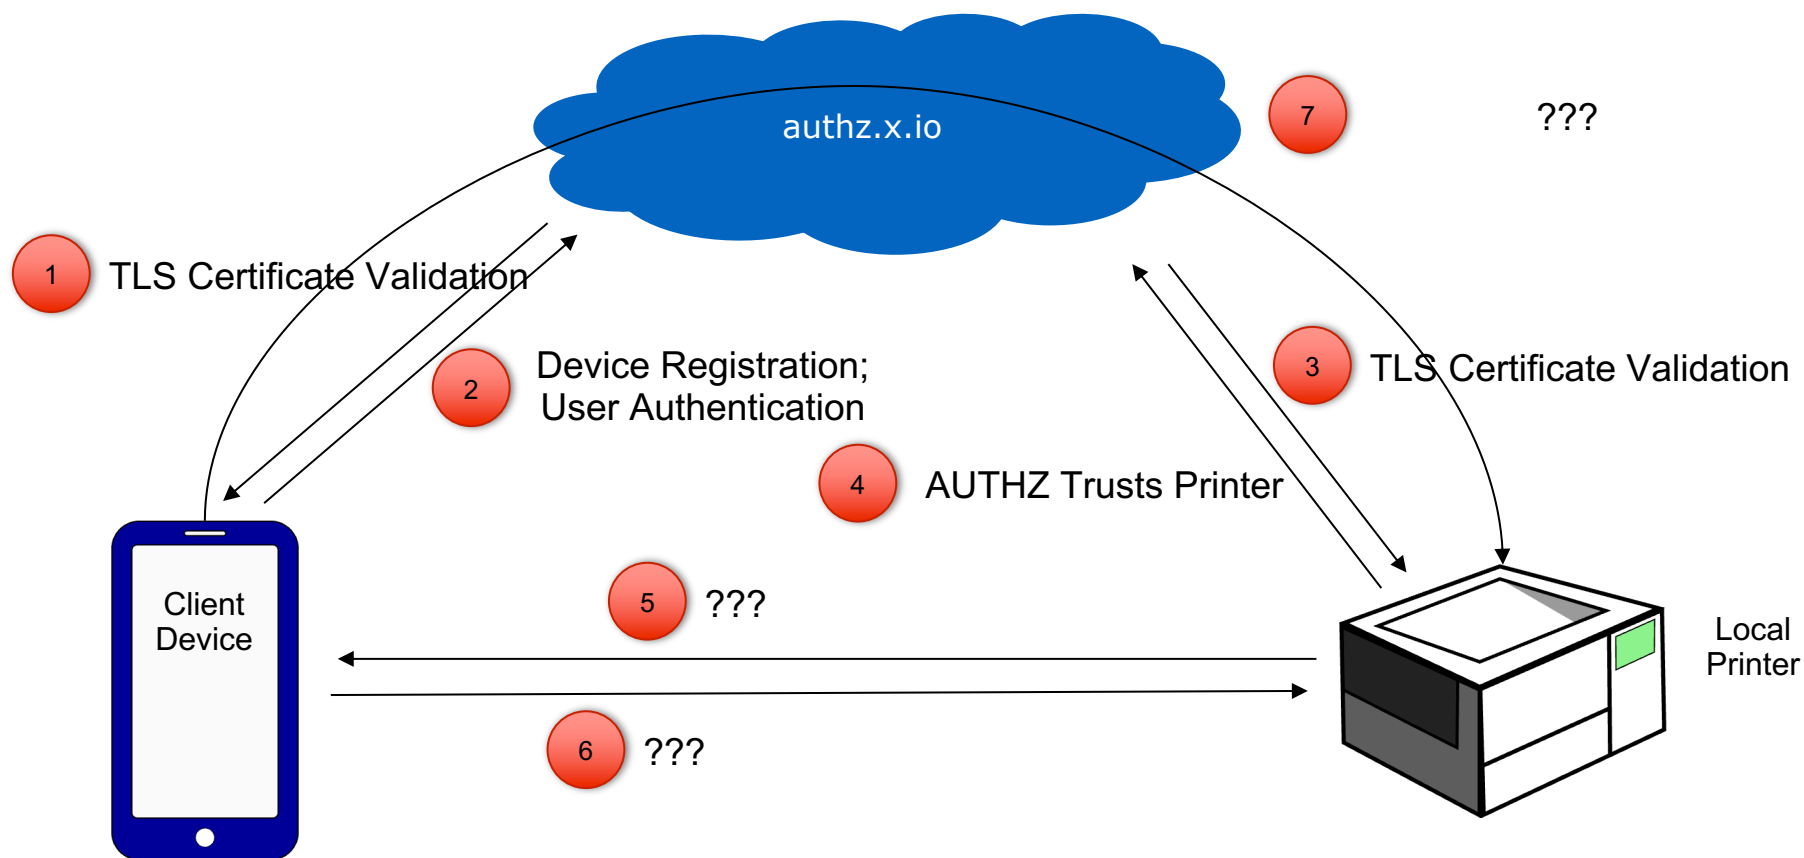 authz.x.io
7
???
1
TLS Certificate Validation
2
Device Registration;
User Authentication
3
TLS Certificate Validation
4
AUTHZ Trusts Printer
5
???
Client
Device
Local
Printer
6
???